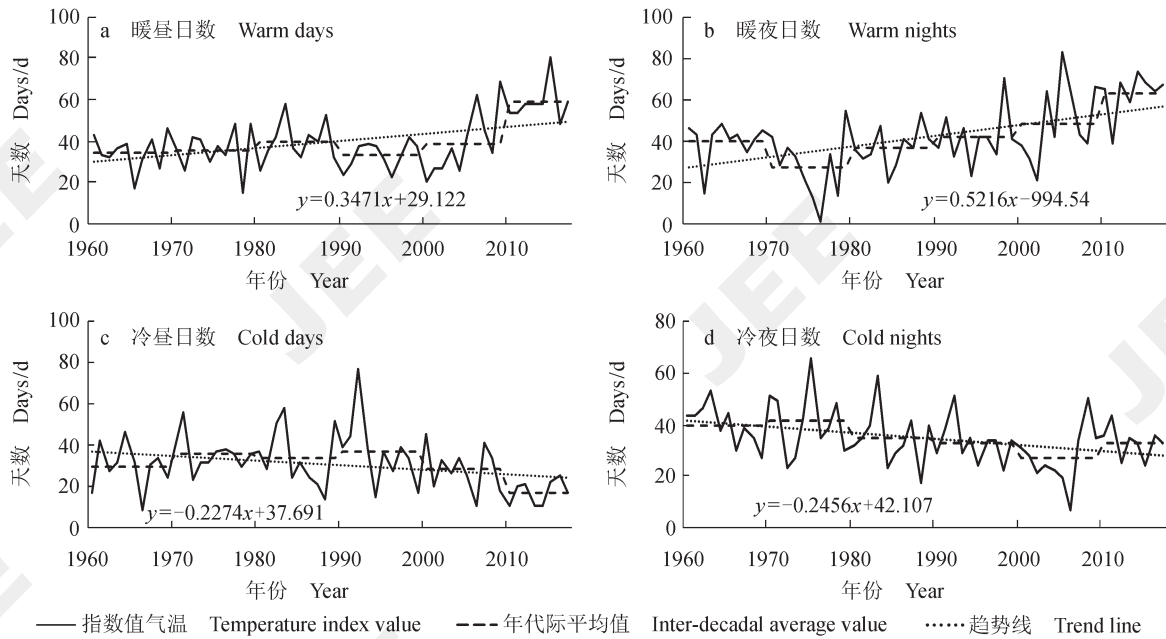 a 暖昼日数 Warm days
天数 Days/d
100
80
60
40
20
0
y=0.3471x+29.122
1960 1970 1980 1990 2000 2010
年份 Year
b 暖夜日数 Warm nights
天数 Days/d
100
80
60
40
20
0
y=0.5216x−994.54
1960 1970 1980 1990 2000 2010
年份 Year
c 冷昼日数 Cold days
天数 Days/d
100
80
60
40
20
0
y=−0.2274x+37.691
1960 1970 1980 1990 2000 2010
年份 Year
d 冷夜日数 Cold nights
天数 Days/d
80
60
40
20
0
y=−0.2456x+42.107
1960 1970 1980 1990 2000 2010
年份 Year
指数值气温 Temperature index value 年代际平均值 Inter-decadal average value 趋势线 Trend line
JEE
JEE
JEE
JEE